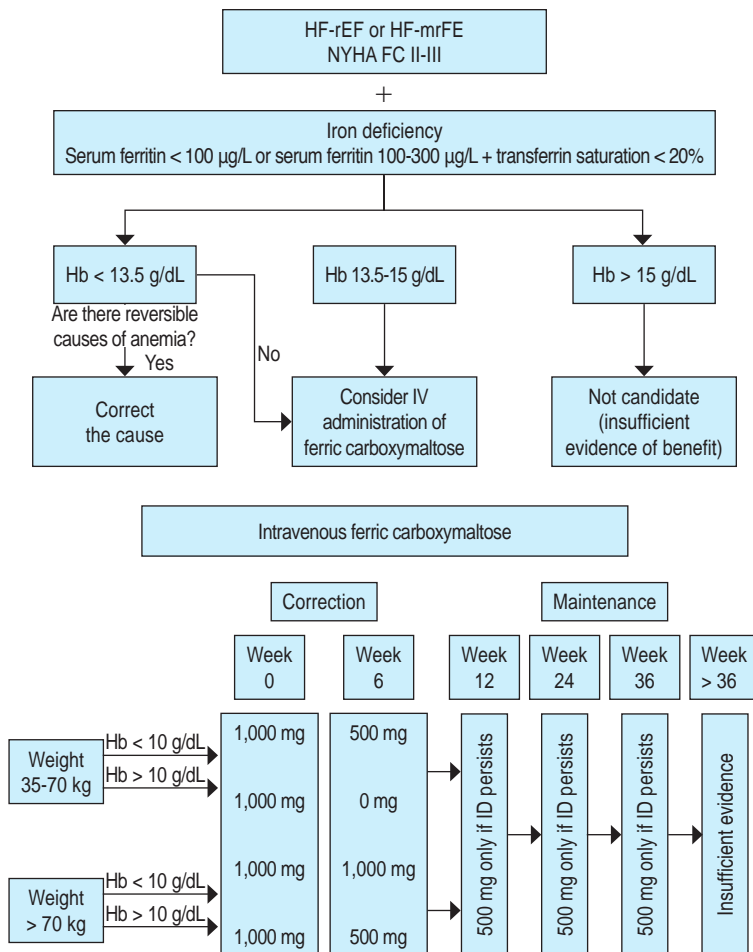 HF-rEF or HF-mrFE
NYHA FC II-III
+
Iron deficiency
Serum ferritin < 100 µg/L or serum ferritin 100-300 µg/L + transferrin saturation < 20%
Hb < 13.5 g/dL
Hb 13.5-15 g/dL
Hb > 15 g/dL
Are there reversible
causes of anemia?
Yes
No
Correct
the cause
Consider IV
administration of
ferric carboxymaltose
Not candidate
(insufficient
evidence of benefit)
Intravenous ferric carboxymaltose
Correction
Maintenance
Week
0
Week
6
Week
12
Week
24
Week
36
Week
> 36
Weight
35-70 kg
Hb < 10 g/dL
Hb > 10 g/dL
1,000 mg
500 mg
1,000 mg
0 mg
Weight
> 70 kg
Hb < 10 g/dL
Hb > 10 g/dL
1,000 mg
1,000 mg
1,000 mg
500 mg
500 mg only if ID persists
500 mg only if ID persists
500 mg only if ID persists
Insufficient evidence